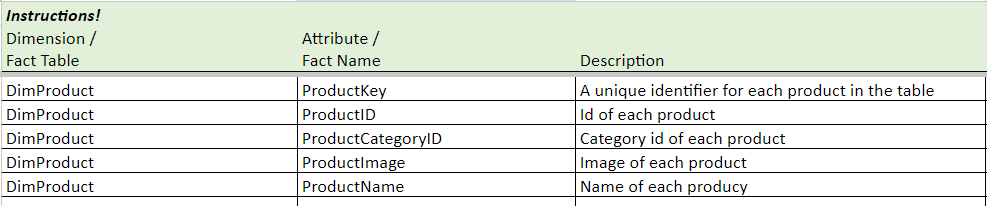 Instructions!
Dimension / Attribute /
Fact Table Fact Name Description
DimProduct ProductKey A unique identifier for each product in the table
DimProduct ProductID Id of each product
DimProduct ProductCategoryID Category id of each product
DimProduct ProductImage Image of each product
DimProduct ProductName Name of each producy